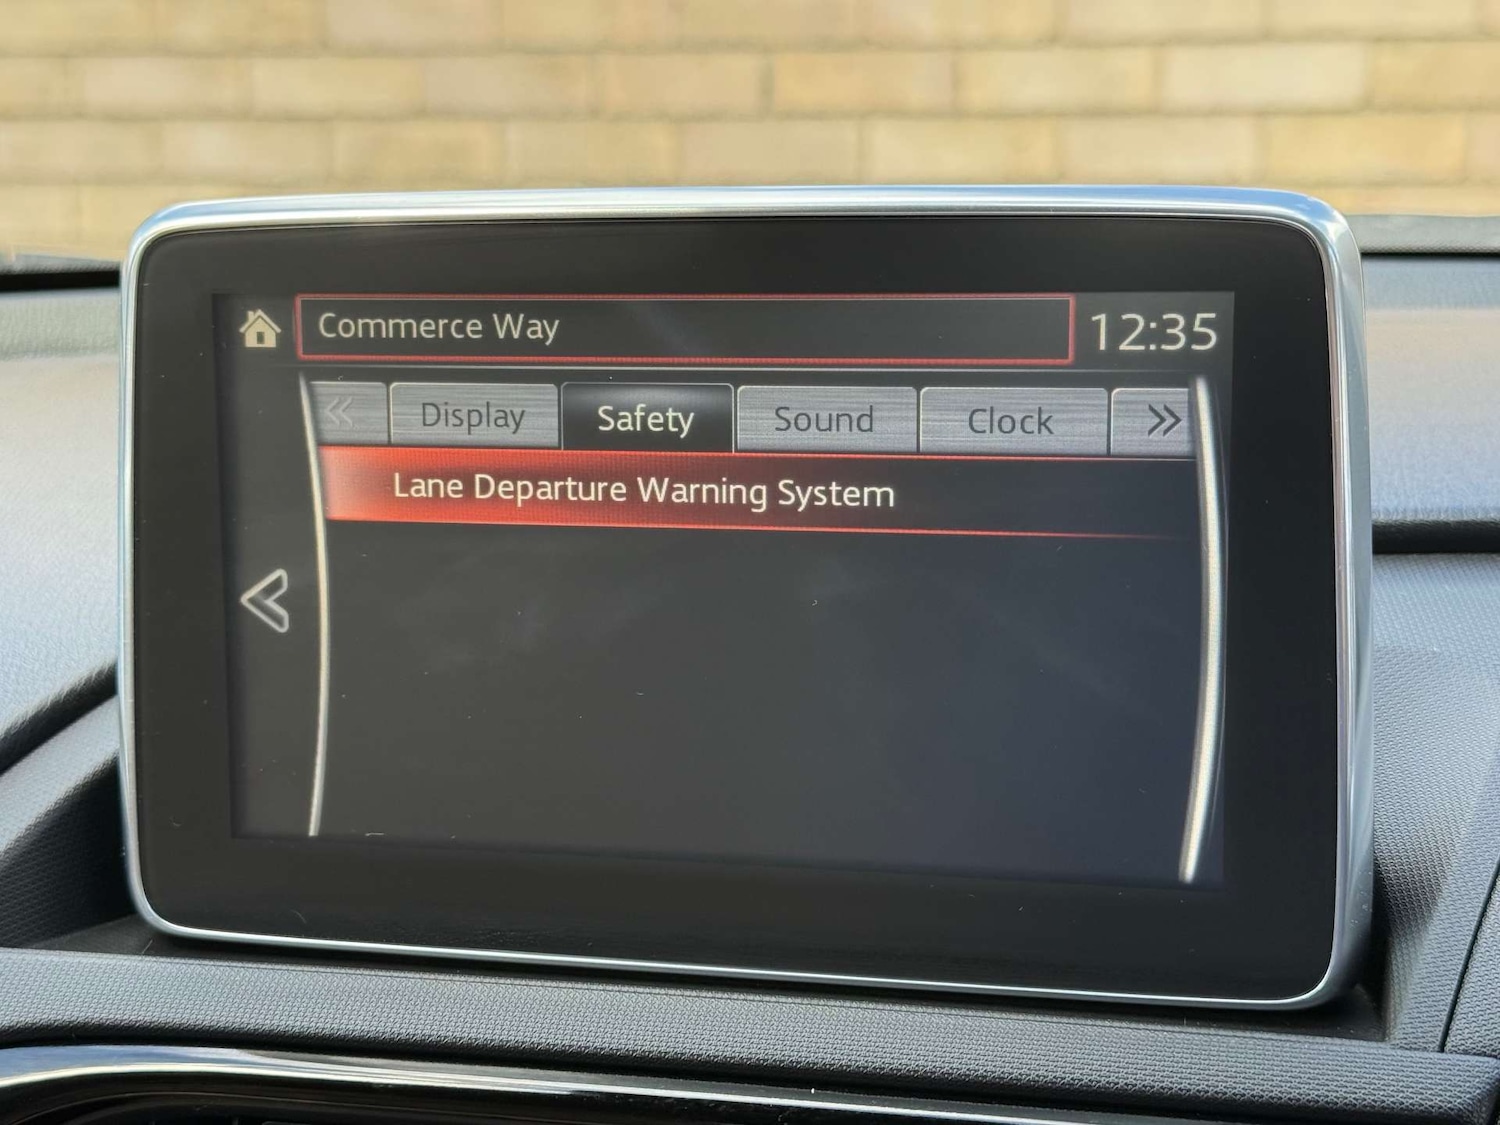 Commerce Way
12:35
Display
Safety
Sound
Clock
Lane Departure Warning System